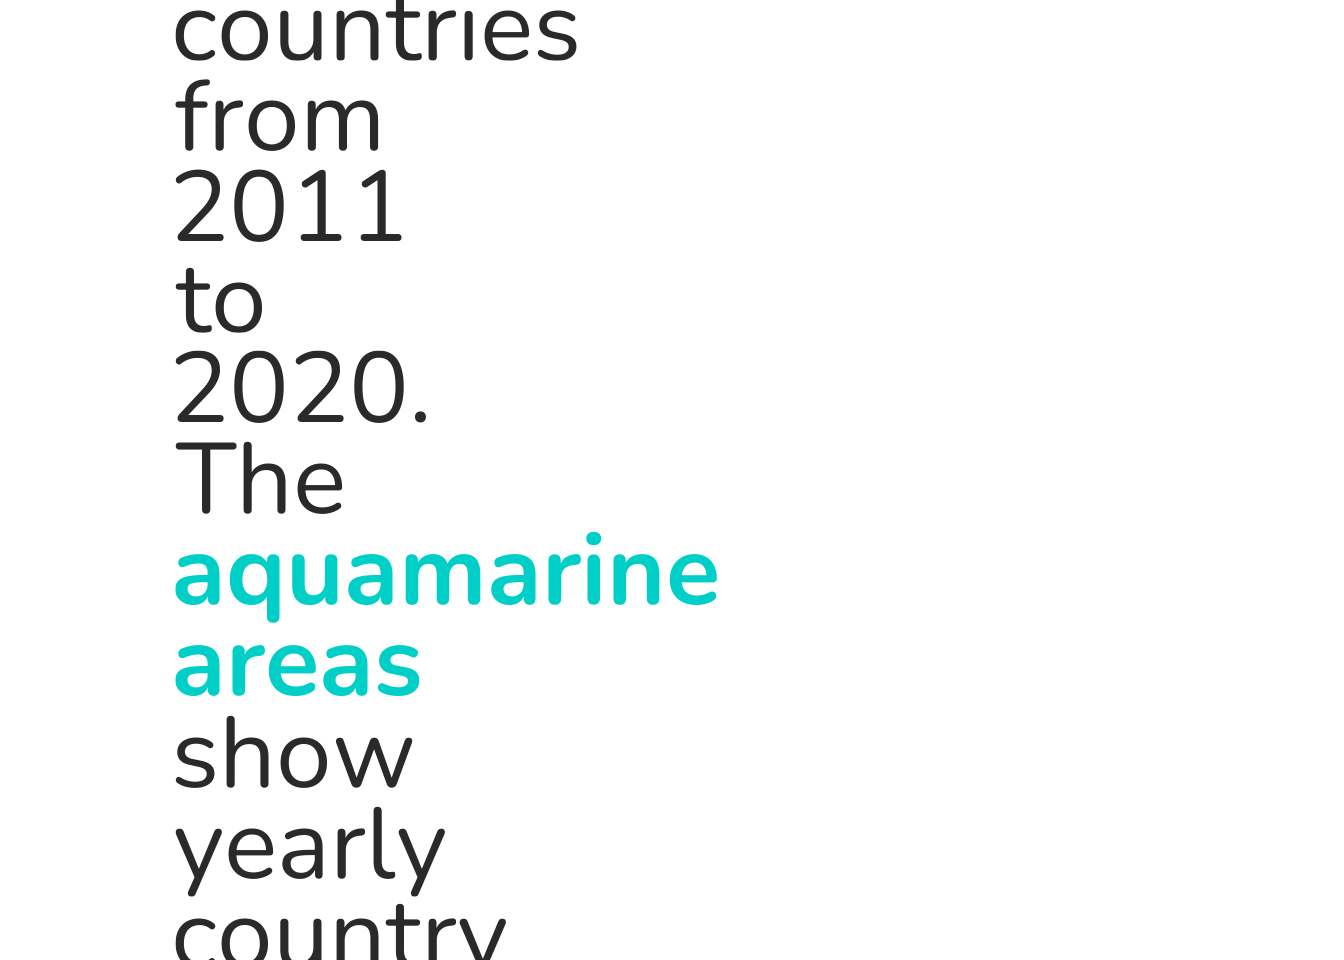 countries
from
2011
to
2020.
The
aquamarine
areas
show
yearly
country